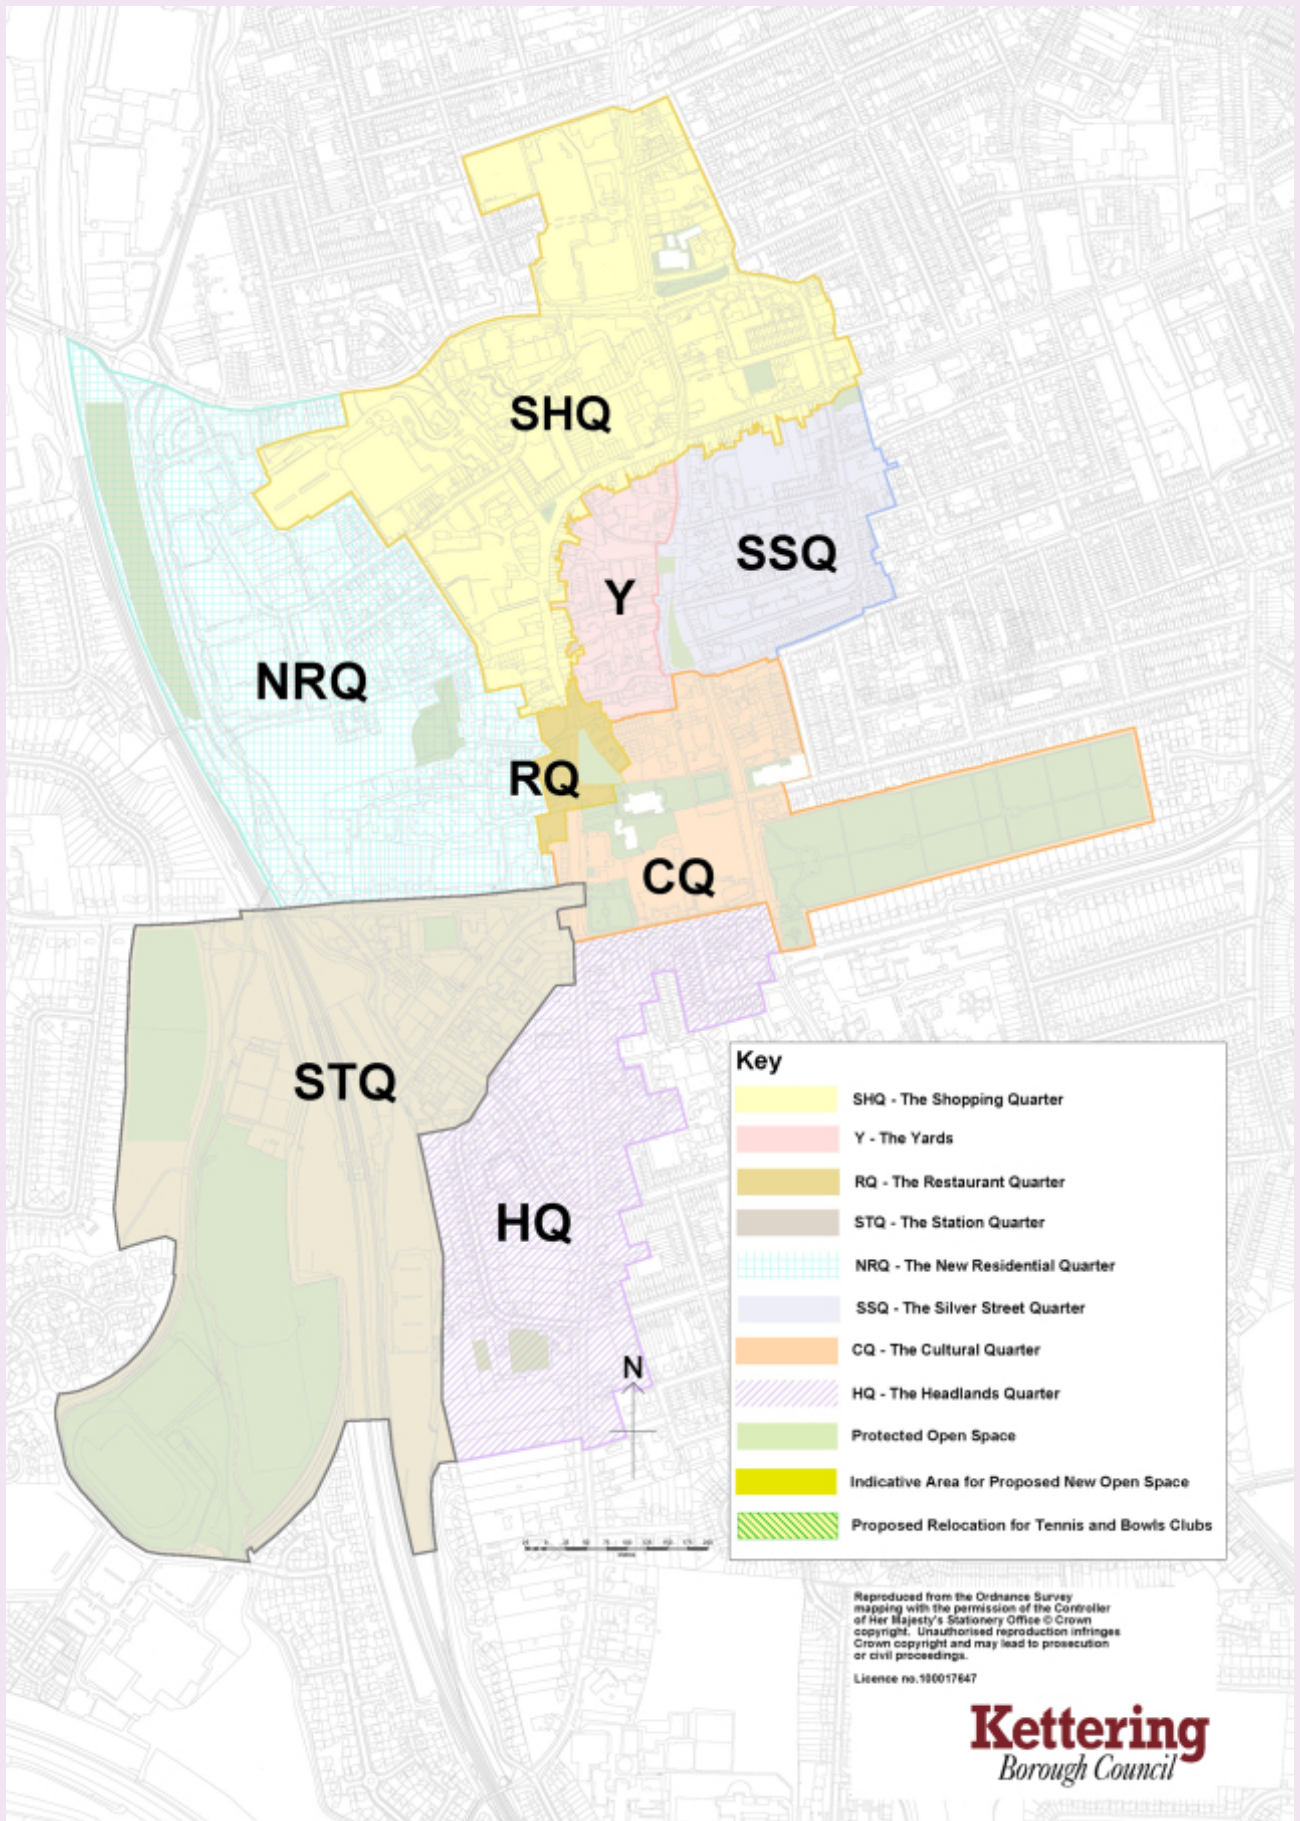 SHQ
SSQ
Y
NRQ
RQ
CQ
STQ
HQ
N
Key
SHQ - The Shopping Quarter
Y - The Yards
RQ - The Restaurant Quarter
STQ - The Station Quarter
NRQ - The New Residential Quarter
SSQ - The Silver Street Quarter
CQ - The Cultural Quarter
HQ - The Headlands Quarter
Protected Open Space
Indicative Area for Proposed New Open Space
Proposed Relocation for Tennis and Bowls Clubs
Reproduced from the Ordnance Survey
mapping with the permission of the Controller
of Her Majesty's Stationery Office © Crown
copyright. Unauthorised reproduction infringes
Crown copyright and may lead to prosecution
or civil proceedings.
Licence no.100017647
Kettering
Borough Council